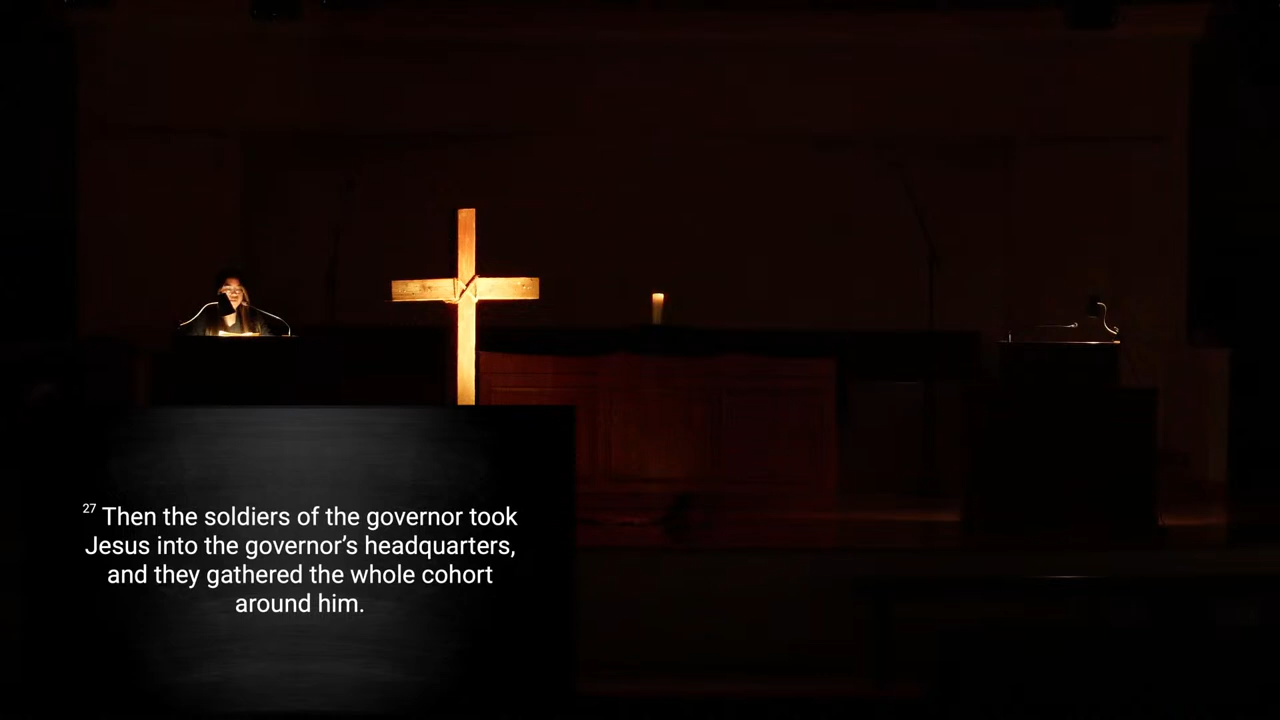 27 Then the soldiers of the governor took
Jesus into the governor’s headquarters,
and they gathered the whole cohort
around him.